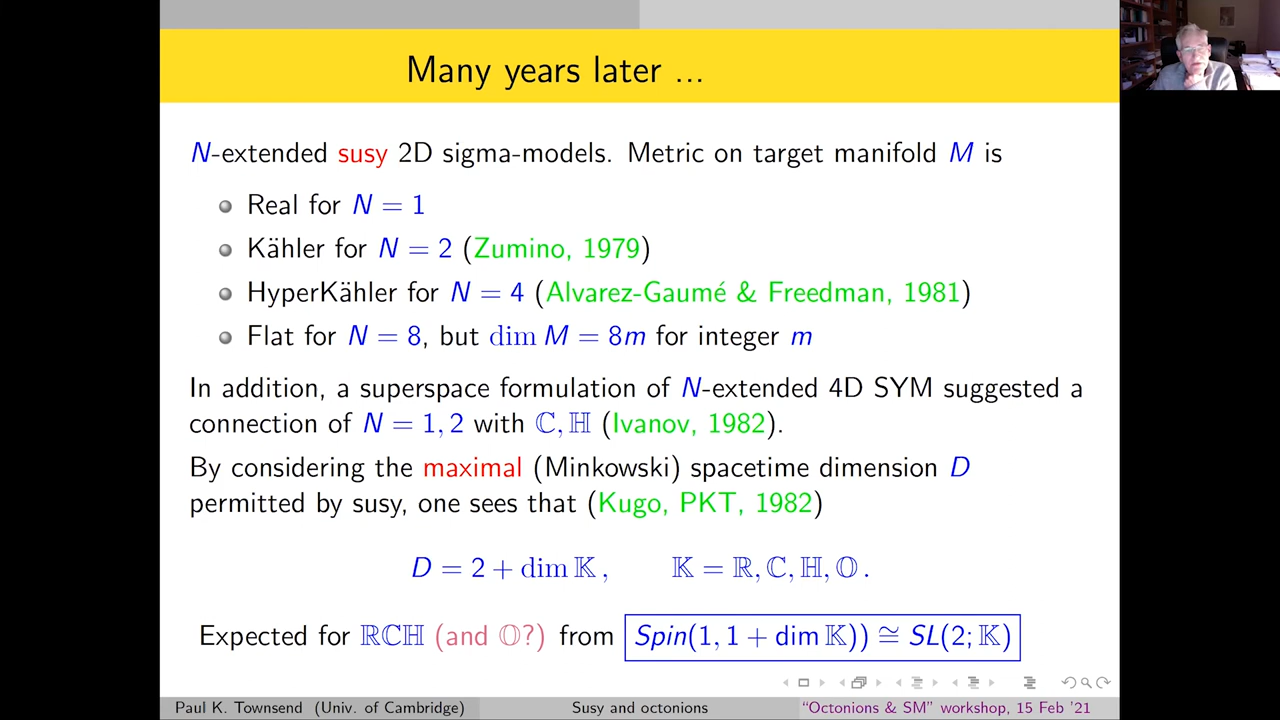 Many years later ...
N-extended susy 2D sigma-models. Metric on target manifold M is
Real for N = 1
Kähler for N = 2 (Zumino, 1979)
HyperKähler for N = 4 (Alvarez-Gaumé & Freedman, 1981)
Flat for N = 8, but dim M = 8m for integer m
In addition, a superspace formulation of N-extended 4D SYM suggested a
connection of N = 1, 2 with ℂ, ℍ (Ivanov, 1982).
By considering the maximal (Minkowski) spacetime dimension D
permitted by susy, one sees that (Kugo, PKT, 1982)
D = 2 + dim 𝕂 , 𝕂 = ℝ, ℂ, ℍ, 𝕆 .
Expected for ℝℂℍ (and 𝕆?) from Spin(1, 1 + dim 𝕂)) ≅ SL(2; 𝕂)
Paul K. Townsend (Univ. of Cambridge) Susy and octonions "Octonions & SM" workshop, 15 Feb '21